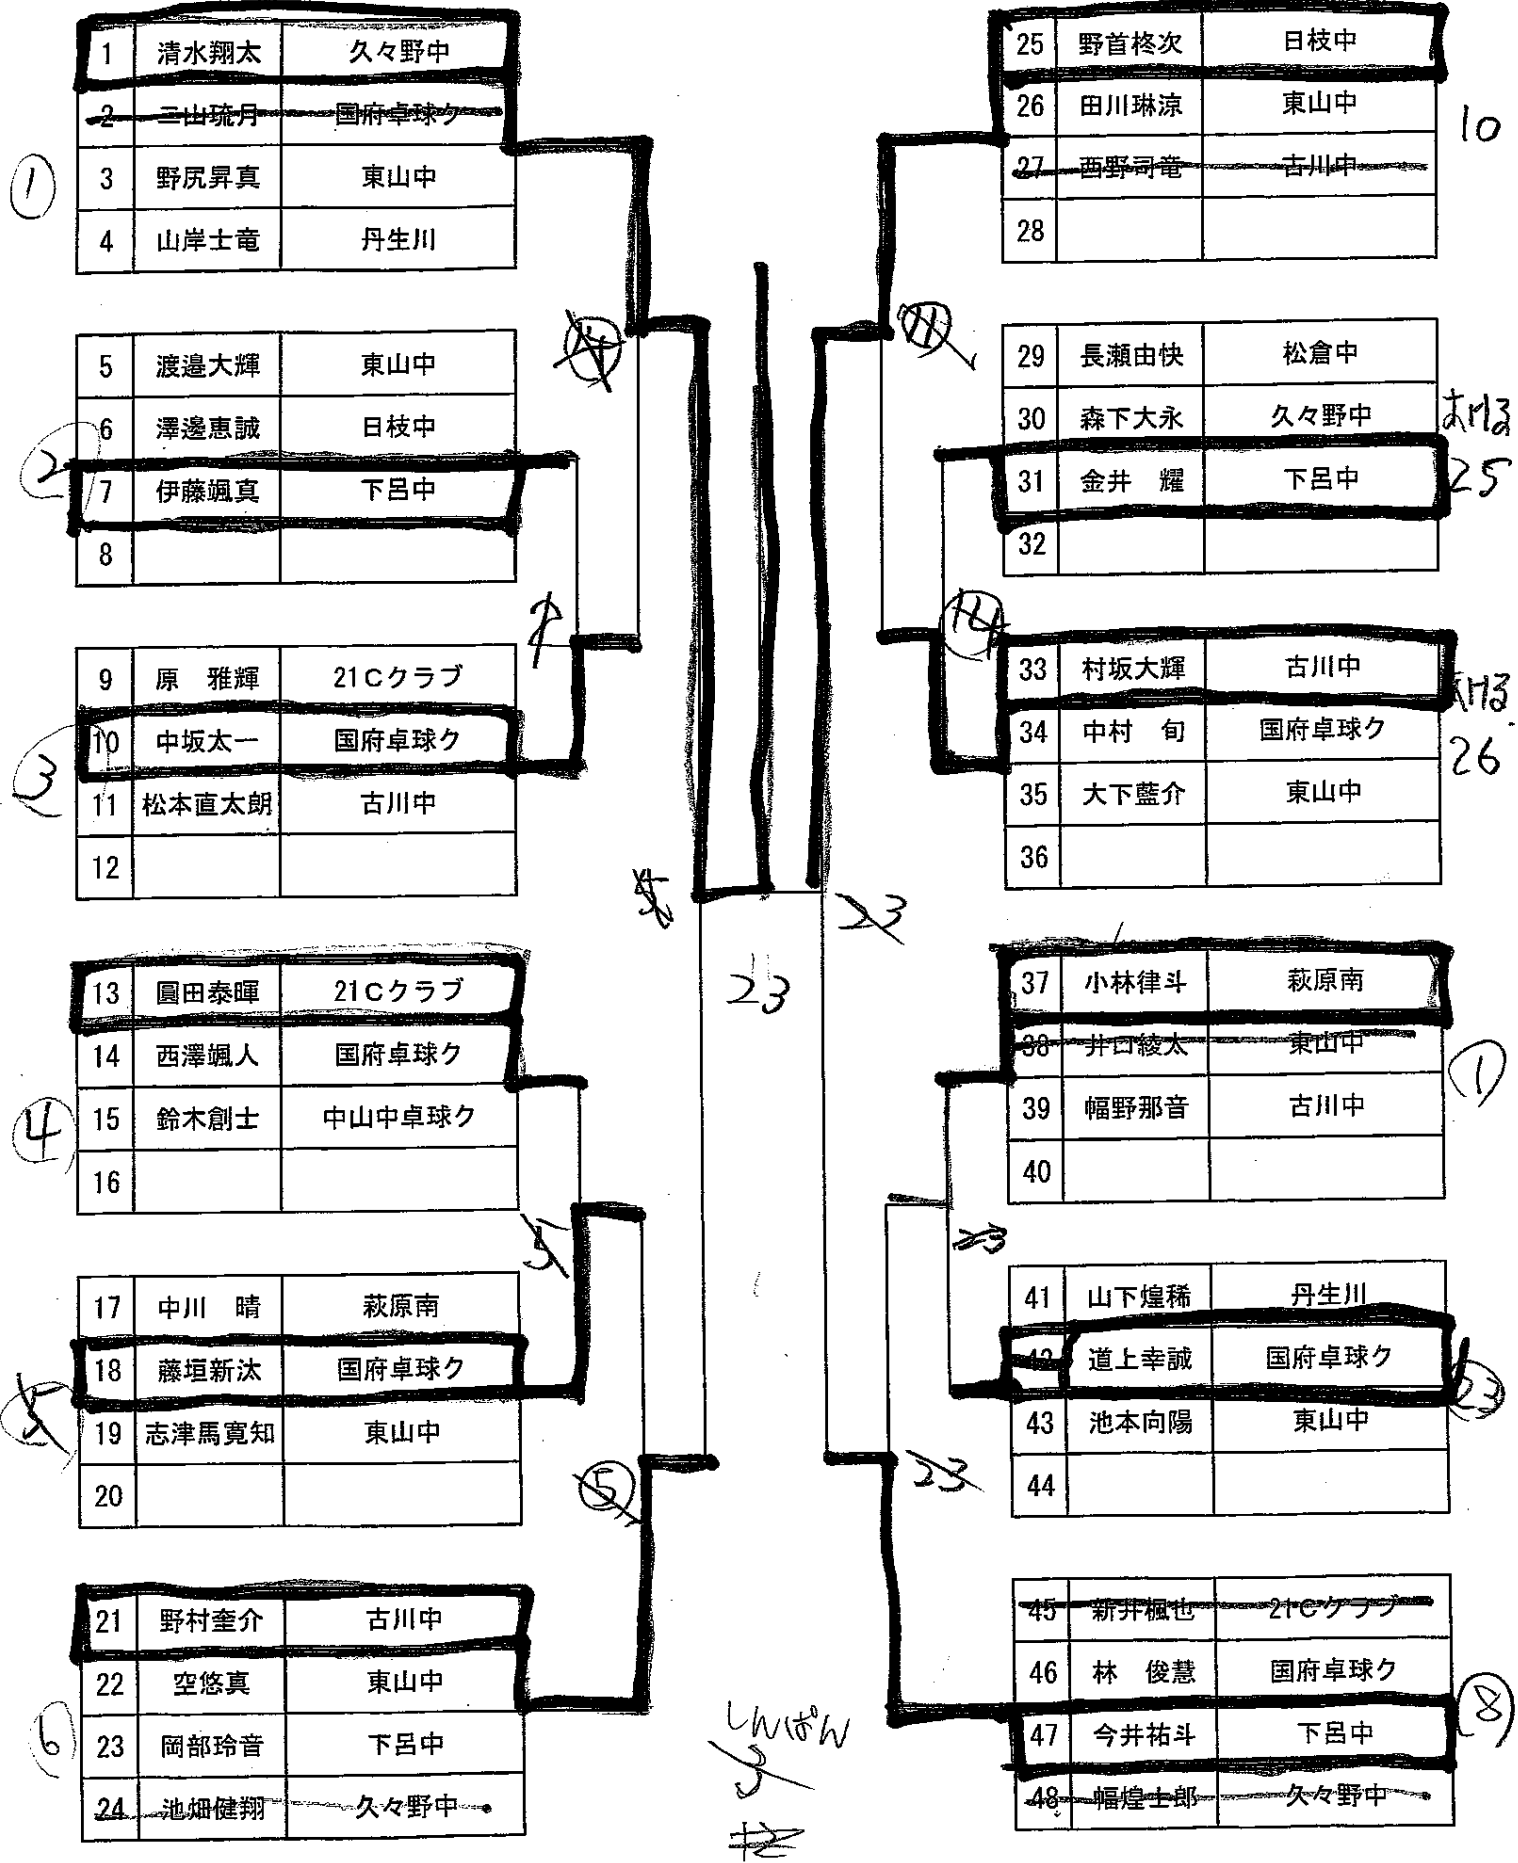 1 清水翔太 久々野中
2 二山琉月 国府卓球ク
3 野尻昇真 東山中
4 山岸士竜 丹生川
①
5 渡邉大輝 東山中
6 澤邊恵誠 日枝中
7 伊藤颯真 下呂中
8
2
9 原 雅輝 21Cクラブ
10 中坂太一 国府卓球ク
11 松本直太朗 古川中
12
3
13 圓田泰暉 21Cクラブ
14 西澤颯人 国府卓球ク
15 鈴木創士 中山中卓球ク
16
④
5
17 中川 晴 萩原南
18 藤垣新汰 国府卓球ク
19 志津馬寛知 東山中
20
5
⑤
21 野村奎介 古川中
22 空悠真 東山中
23 岡部玲音 下呂中
24 池畑健翔 久々野中
6
23
しんぱん
3
25 野首柊次 日枝中
26 田川琳涼 東山中
27 西野司竜 古川中
28
10
11
29 長瀬由快 松倉中
30 森下大永 久々野中
31 金井 耀 下呂中
32
あける
25
14
33 村坂大輝 古川中
34 中村 旬 国府卓球ク
35 大下藍介 東山中
36
あける
26
23
37 小林律斗 萩原南
38 井口綾太 東山中
39 幅野那音 古川中
40
①
23
41 山下煌稀 丹生川
42 道上幸誠 国府卓球ク
43 池本向陽 東山中
44
23
23
45 新井楓也 21Cクラブ
46 林 俊慧 国府卓球ク
47 今井祐斗 下呂中
48 幅煌士郎 久々野中
⑧